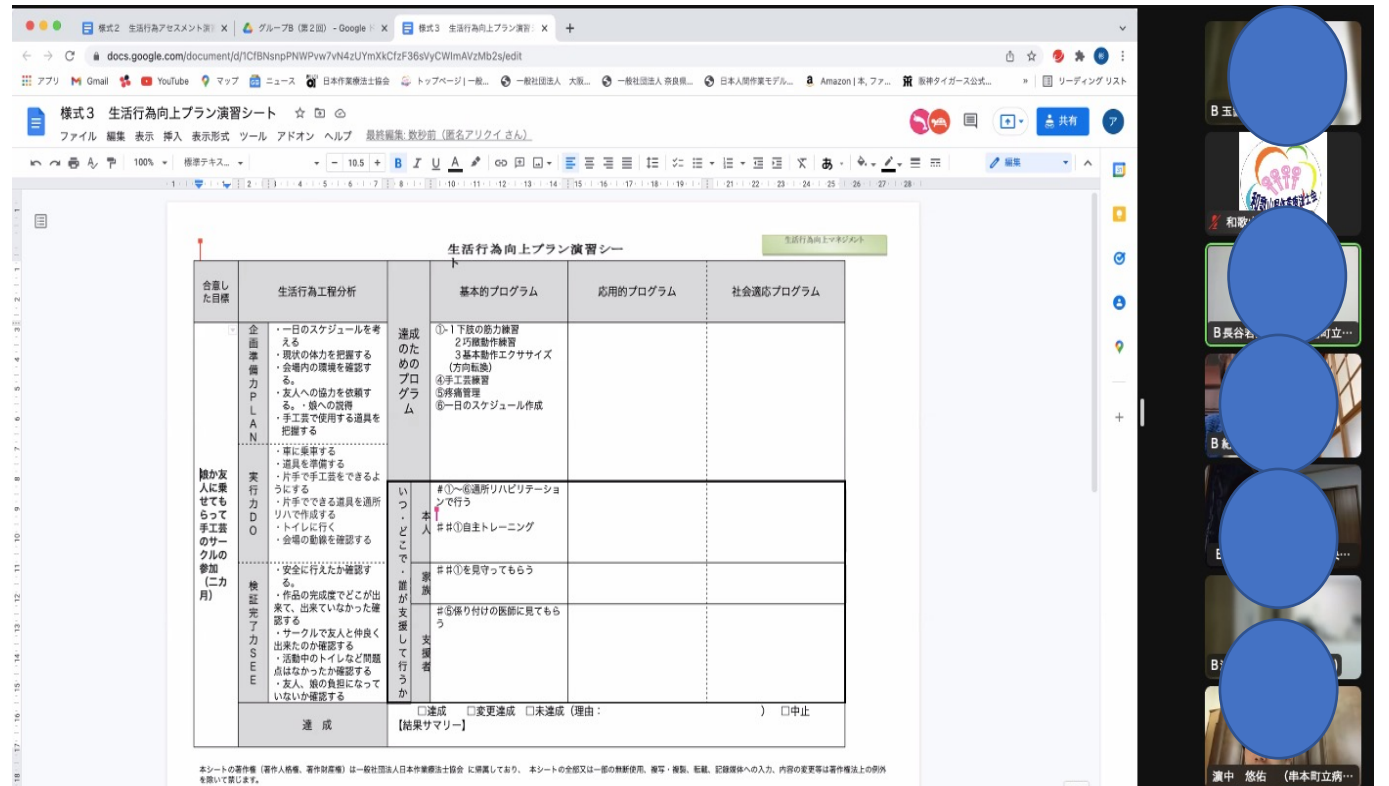 様式2 生活行為アセスメント演
グループB（第2回） - Google
様式3 生活行為向上プラン演習
docs.google.com/document/d/1CfBNsnpPNWPvw7vN4zUYmXkCfzF36sVyCWlmAVzMb2s/edit
アプリ Gmail YouTube マップ ニュース 日本作業療法士協会 トップページ|一般... 一般社団法人 大阪... 一般社団法人 奈良県... 日本人間作業モデル... Amazon | 本, ファ... 阪神タイガース公式... » リーディングリスト
様式3 生活行為向上プラン演習シート
ファイル 編集 表示 挿入 表示形式 ツール アドオン ヘルプ 最終編集: 数秒前（匿名アリクイ さん）
共有
ア
100% 標準テキス... 10.5 B I U A あ 編集
生活行為向上マネジメント
生活行為向上プラン演習シー
ト
合意し
た目標
生活行為工程分析
基本的プログラム
応用的プログラム
社会適応プログラム
娘か友
人に乗
せても
らって
手工芸
のサー
クルの
参加
（二カ
月）
企画準備力PLAN
・一日のスケジュールを考
える
・現状の体力を把握する
・会場内の環境を確認す
る。
・友人への協力を依頼す
る。・娘への説得
・手工芸で使用する道具を
把握する
実行力DO
・車に乗車する
・道具を準備する
・片手で手工芸をできるよ
うにする
・片手でできる道具を通所
リハで作成する
・トイレに行く
・会場の動線を確認する
検証完了力SEE
・安全に行えたか確認す
る。
・作品の完成度でどこが出
来て、出来ていなかった確
認する
・サークルで友人と仲良く
出来たのか確認する
・活動中のトイレなど問題
点はなかったか確認する
・友人、娘の負担になって
いないか確認する
達成
のた
めの
プロ
グラ
ム
①-1下肢の筋力練習
2巧緻動作練習
3基本動作エクササイズ
（方向転換）
④手工芸練習
⑤疼痛管理
⑥一日のスケジュール作成
いつ・どこで・誰が支援して行うか
本人
#①～⑥通所リハビリテーショ
ンで行う
##①自主トレーニング
家族
##①を見守ってもらう
支援者
#⑤係り付けの医師に見てもら
う
達 成
□達成 □変更達成 □未達成（理由： ） □中止
【結果サマリー】
本シートの著作権（著作人格権、著作財産権）は一般社団法人日本作業療法士協会 に帰属しており、 本シートの全部又は一部の無断使用、複写・複製、転載、記録媒体への入力、内容の変更等は著作権法上の例外
を除いて禁じます。
B 玉
和歌山県作業療法士会
和歌
B 長谷 町立…
B 紀
B
濵中 悠佑 （串本町立病…